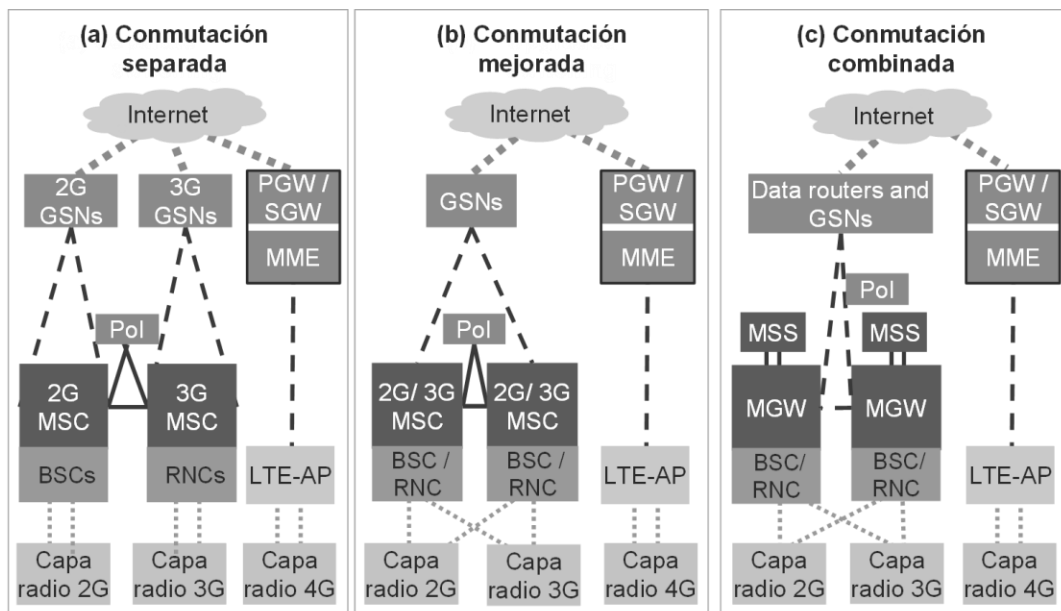 (a) Conmutación
separada
Internet
2G
GSNs
3G
GSNs
PGW /
SGW
MME
PoI
2G
MSC
3G
MSC
BSCs
RNCs
LTE-AP
Capa
radio 2G
Capa
radio 3G
Capa
radio 4G
(b) Conmutación
mejorada
Internet
GSNs
PGW /
SGW
MME
PoI
2G/ 3G
MSC
2G/ 3G
MSC
BSC /
RNC
BSC /
RNC
LTE-AP
Capa
radio 2G
Capa
radio 3G
Capa
radio 4G
(c) Conmutación
combinada
Internet
Data routers and
GSNs
PGW /
SGW
MME
PoI
MSS
MSS
MGW
MGW
BSC/
RNC
BSC/
RNC
LTE-AP
Capa
radio 2G
Capa
radio 3G
Capa
radio 4G